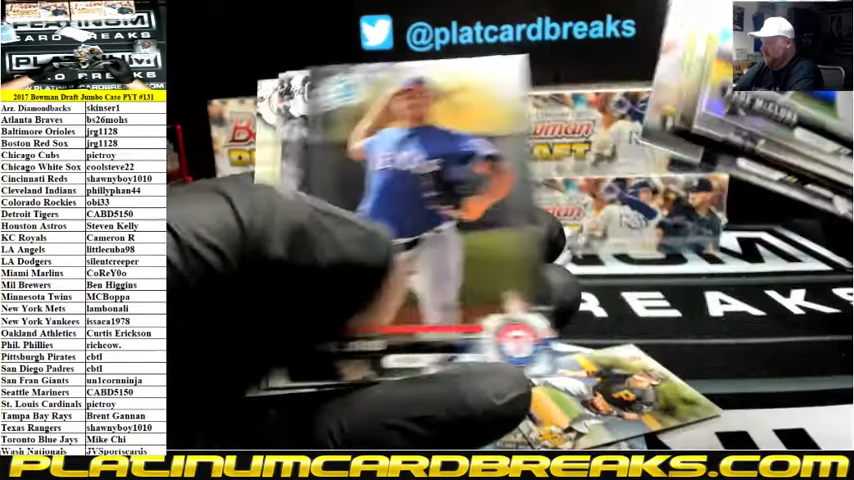 @platcardbreaks
2017 Bowman Draft Jumbo Case PYT #131
Arz. Diamondbacks skinser1
Atlanta Braves bs26mohs
Baltimore Orioles jrg1128
Boston Red Sox jrg1128
Chicago Cubs pictroy
Chicago White Sox coolsteve22
Cincinnati Reds shawnyboy1010
Cleveland Indians phillyphan44
Colorado Rockies obi33
Detroit Tigers CABD5150
Houston Astros Steven Kelly
KC Royals Cameron R
LA Angels littlecuba98
LA Dodgers silentcreeper
Miami Marlins CoReY0o
Mil Brewers Ben Higgins
Minnesota Twins MCBoppa
New York Mets lambonali
New York Yankees issaca1978
Oakland Athletics Curtis Erickson
Phil. Phillies richcow.
Pittsburgh Pirates cbtl
San Diego Padres cbtl
San Fran Giants un1cornninja
Seattle Mariners CABD5150
St. Louis Cardinals pictroy
Tampa Bay Rays Brent Gannan
Texas Rangers shawnyboy1010
Toronto Blue Jays Mike Chi
Wash Nationals JVSportscards
BREAKS
PLATINUMCARDBREAKS.COM